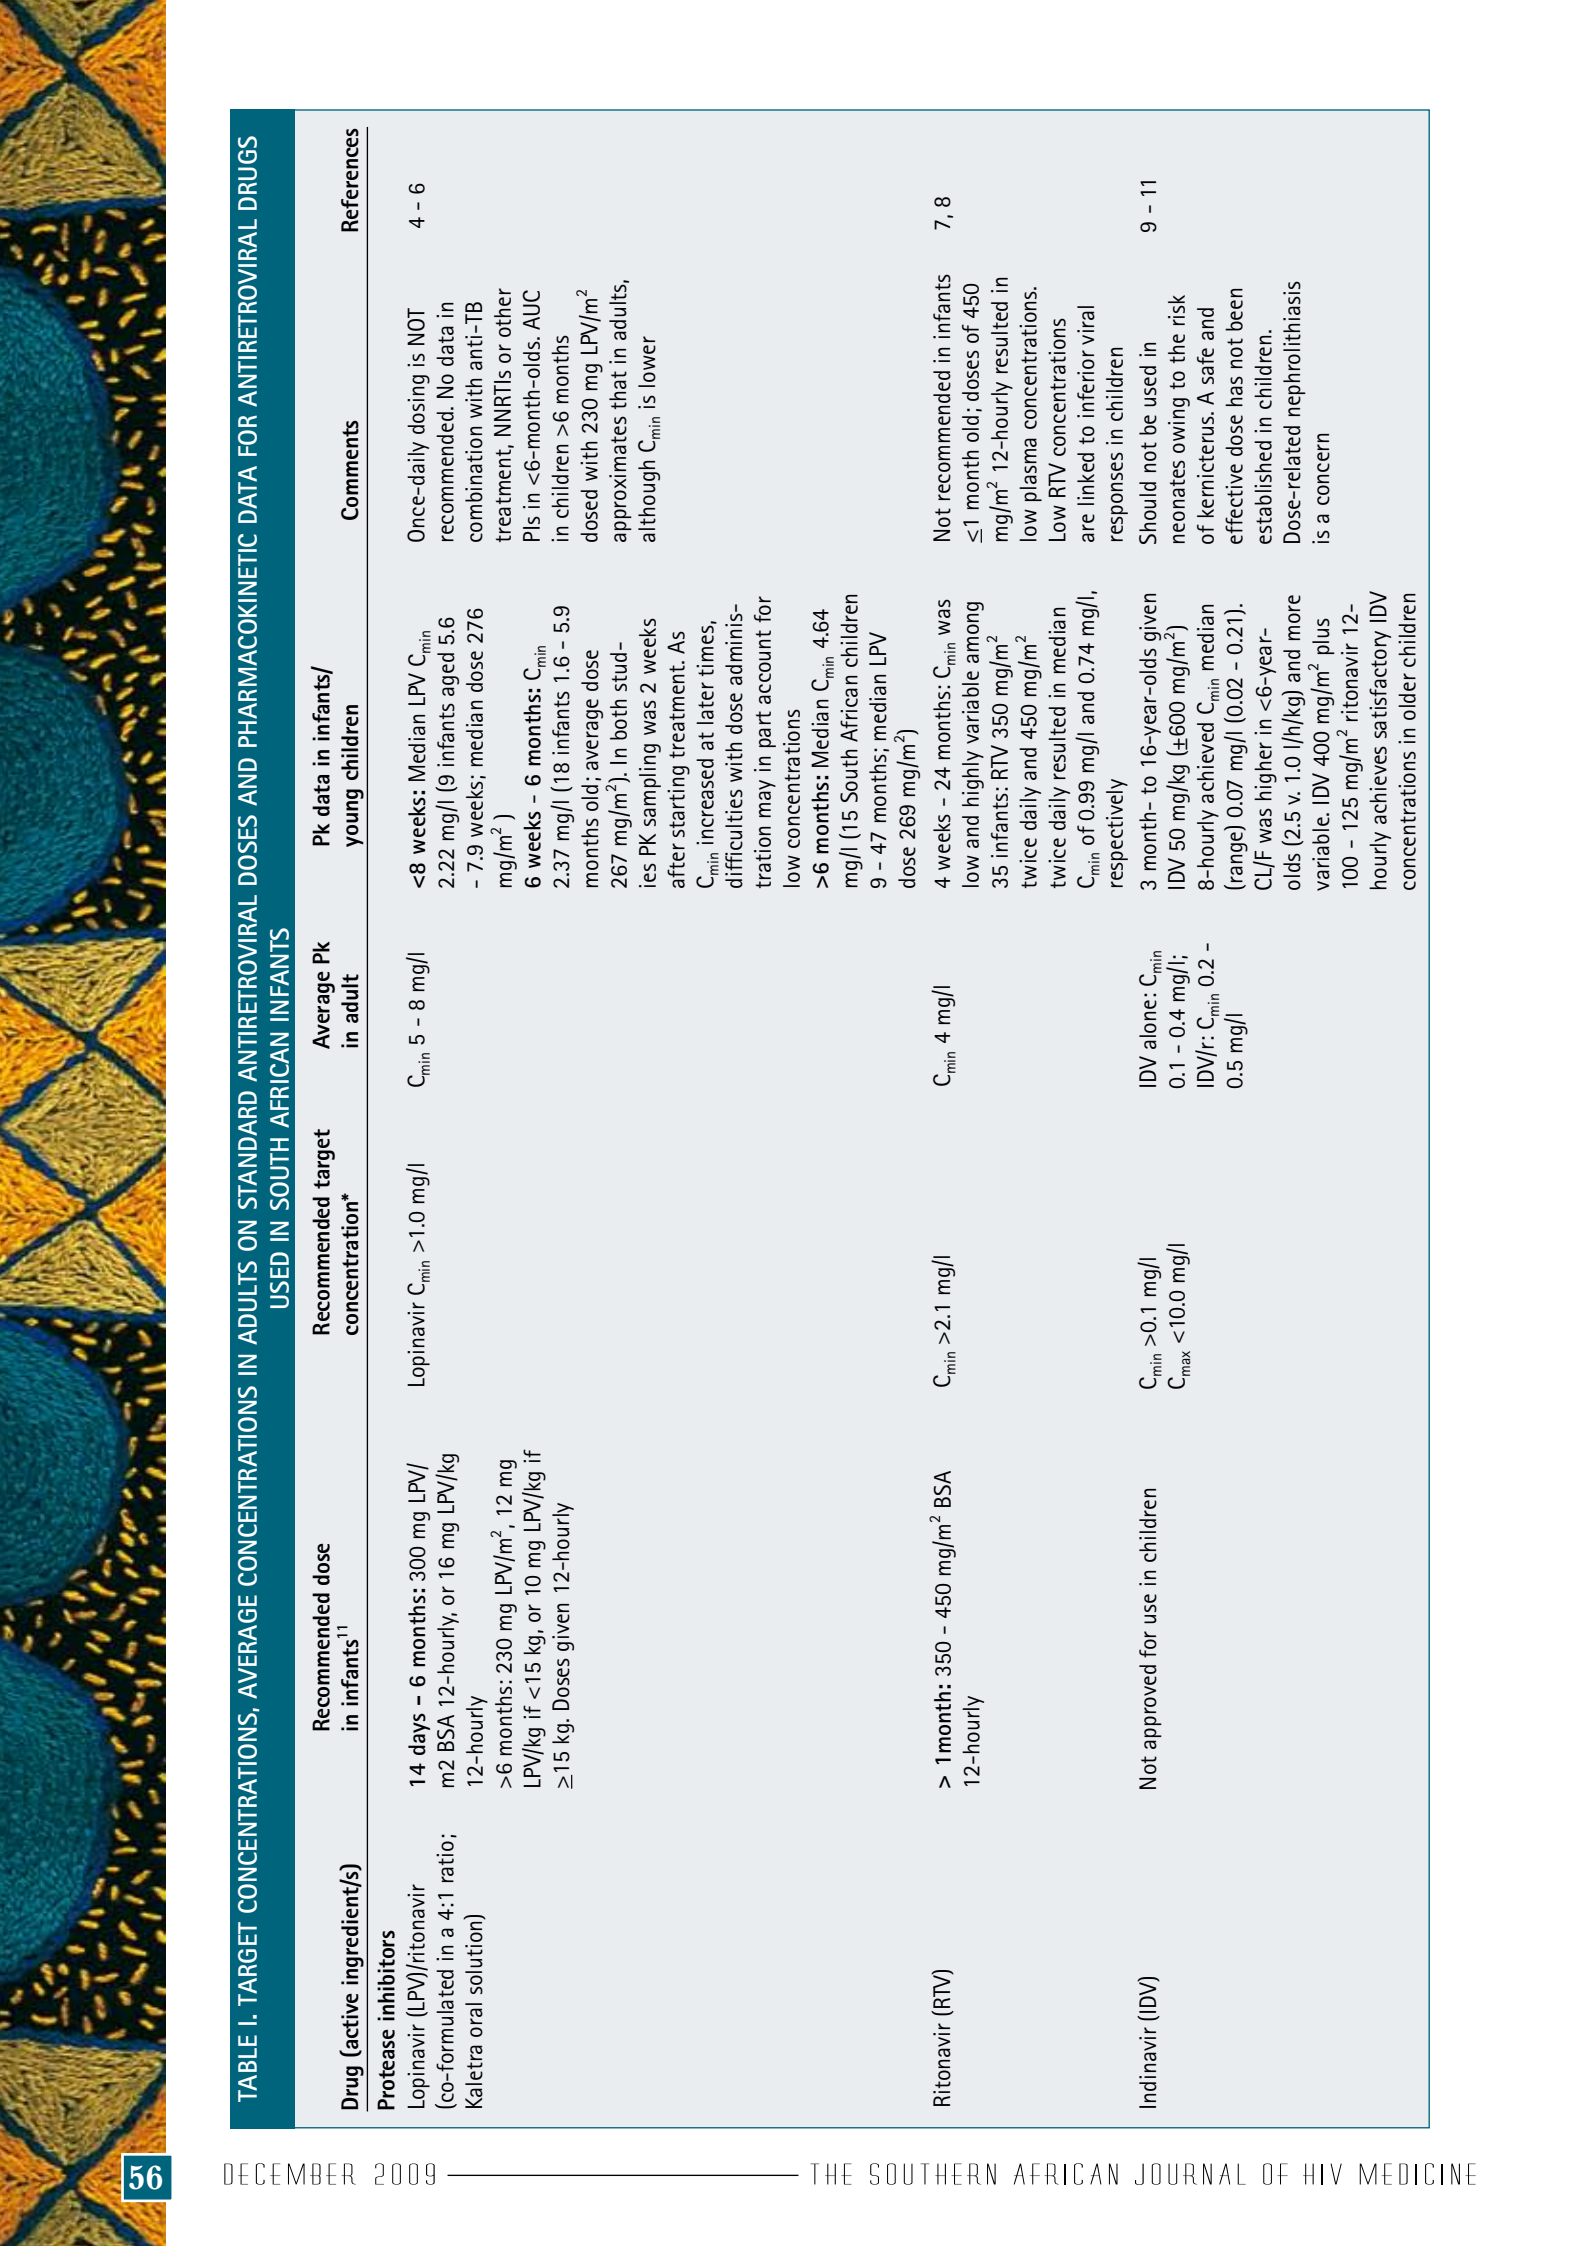 TABLE I. TARGET CONCENTRATIONS, AVERAGE CONCENTRATIONS IN ADULTS ON STANDARD ANTIRETROVIRAL DOSES AND PHARMACOKINETIC DATA FOR ANTIRETROVIRAL DRUGS
USED IN SOUTH AFRICAN INFANTS
Drug (active ingredient/s)
Recommended dose
in infants¹¹
Recommended target
concentration*
Average Pk
in adult
Pk data in infants/
young children
Comments
References
Protease inhibitors
Lopinavir (LPV)/ritonavir
(co-formulated in a 4:1 ratio;
Kaletra oral solution)
14 days – 6 months: 300 mg LPV/
m2 BSA 12-hourly, or 16 mg LPV/kg
12-hourly
>6 months: 230 mg LPV/m², 12 mg
LPV/kg if <15 kg, or 10 mg LPV/kg if
≥15 kg. Doses given 12-hourly
Lopinavir Cmin >1.0 mg/l
Cmin 5 - 8 mg/l
<8 weeks: Median LPV Cmin
2.22 mg/l (9 infants aged 5.6
- 7.9 weeks; median dose 276
mg/m² )
6 weeks - 6 months: Cmin
2.37 mg/l (18 infants 1.6 - 5.9
months old; average dose
267 mg/m²). In both stud-
ies PK sampling was 2 weeks
after starting treatment. As
Cmin increased at later times,
difficulties with dose adminis-
tration may in part account for
low concentrations
>6 months: Median Cmin 4.64
mg/l (15 South African children
9 - 47 months; median LPV
dose 269 mg/m²)
Once-daily dosing is NOT
recommended. No data in
combination with anti-TB
treatment, NNRTIs or other
PIs in <6-month-olds. AUC
in children >6 months
dosed with 230 mg LPV/m²
approximates that in adults,
although Cmin is lower
4 - 6
Ritonavir (RTV)
> 1month: 350 - 450 mg/m² BSA
12-hourly
Cmin >2.1 mg/l
Cmin 4 mg/l
4 weeks - 24 months: Cmin was
low and highly variable among
35 infants: RTV 350 mg/m²
twice daily and 450 mg/m²
twice daily resulted in median
Cmin of 0.99 mg/l and 0.74 mg/l,
respectively
Not recommended in infants
≤1 month old; doses of 450
mg/m² 12-hourly resulted in
low plasma concentrations.
Low RTV concentrations
are linked to inferior viral
responses in children
7, 8
Indinavir (IDV)
Not approved for use in children
Cmin >0.1 mg/l
Cmax <10.0 mg/l
IDV alone: Cmin
0.1 - 0.4 mg/l;
IDV/r: Cmin 0.2 -
0.5 mg/l
3 month- to 16-year-olds given
IDV 50 mg/kg (±600 mg/m²)
8-hourly achieved Cmin median
(range) 0.07 mg/l (0.02 - 0.21).
CL/F was higher in <6-year-
olds (2.5 v. 1.0 l/h/kg) and more
variable. IDV 400 mg/m² plus
100 - 125 mg/m² ritonavir 12-
hourly achieves satisfactory IDV
concentrations in older children
Should not be used in
neonates owing to the risk
of kernicterus. A safe and
effective dose has not been
established in children.
Dose-related nephrolithiasis
is a concern
9 - 11
56
DECEMBER 2009
THE SOUTHERN AFRICAN JOURNAL OF HIV MEDICINE